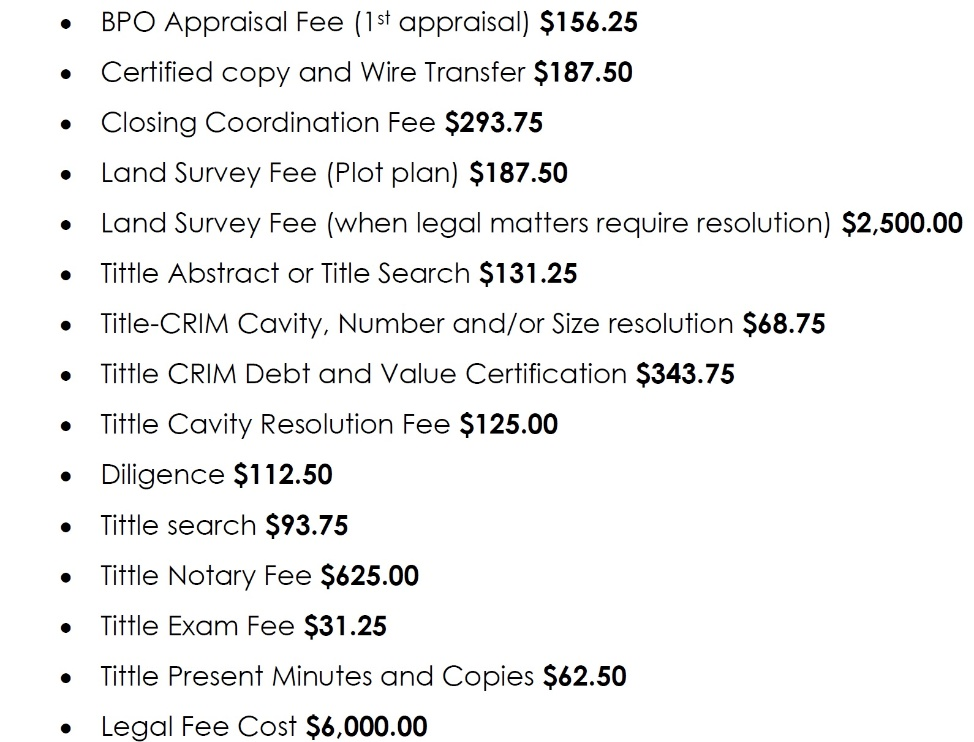 • BPO Appraisal Fee (1st appraisal) $156.25
• Certified copy and Wire Transfer $187.50
• Closing Coordination Fee $293.75
• Land Survey Fee (Plot plan) $187.50
• Land Survey Fee (when legal matters require resolution) $2,500.00
• Tittle Abstract or Title Search $131.25
• Title-CRIM Cavity, Number and/or Size resolution $68.75
• Tittle CRIM Debt and Value Certification $343.75
• Tittle Cavity Resolution Fee $125.00
• Diligence $112.50
• Tittle search $93.75
• Tittle Notary Fee $625.00
• Tittle Exam Fee $31.25
• Tittle Present Minutes and Copies $62.50
• Legal Fee Cost $6,000.00